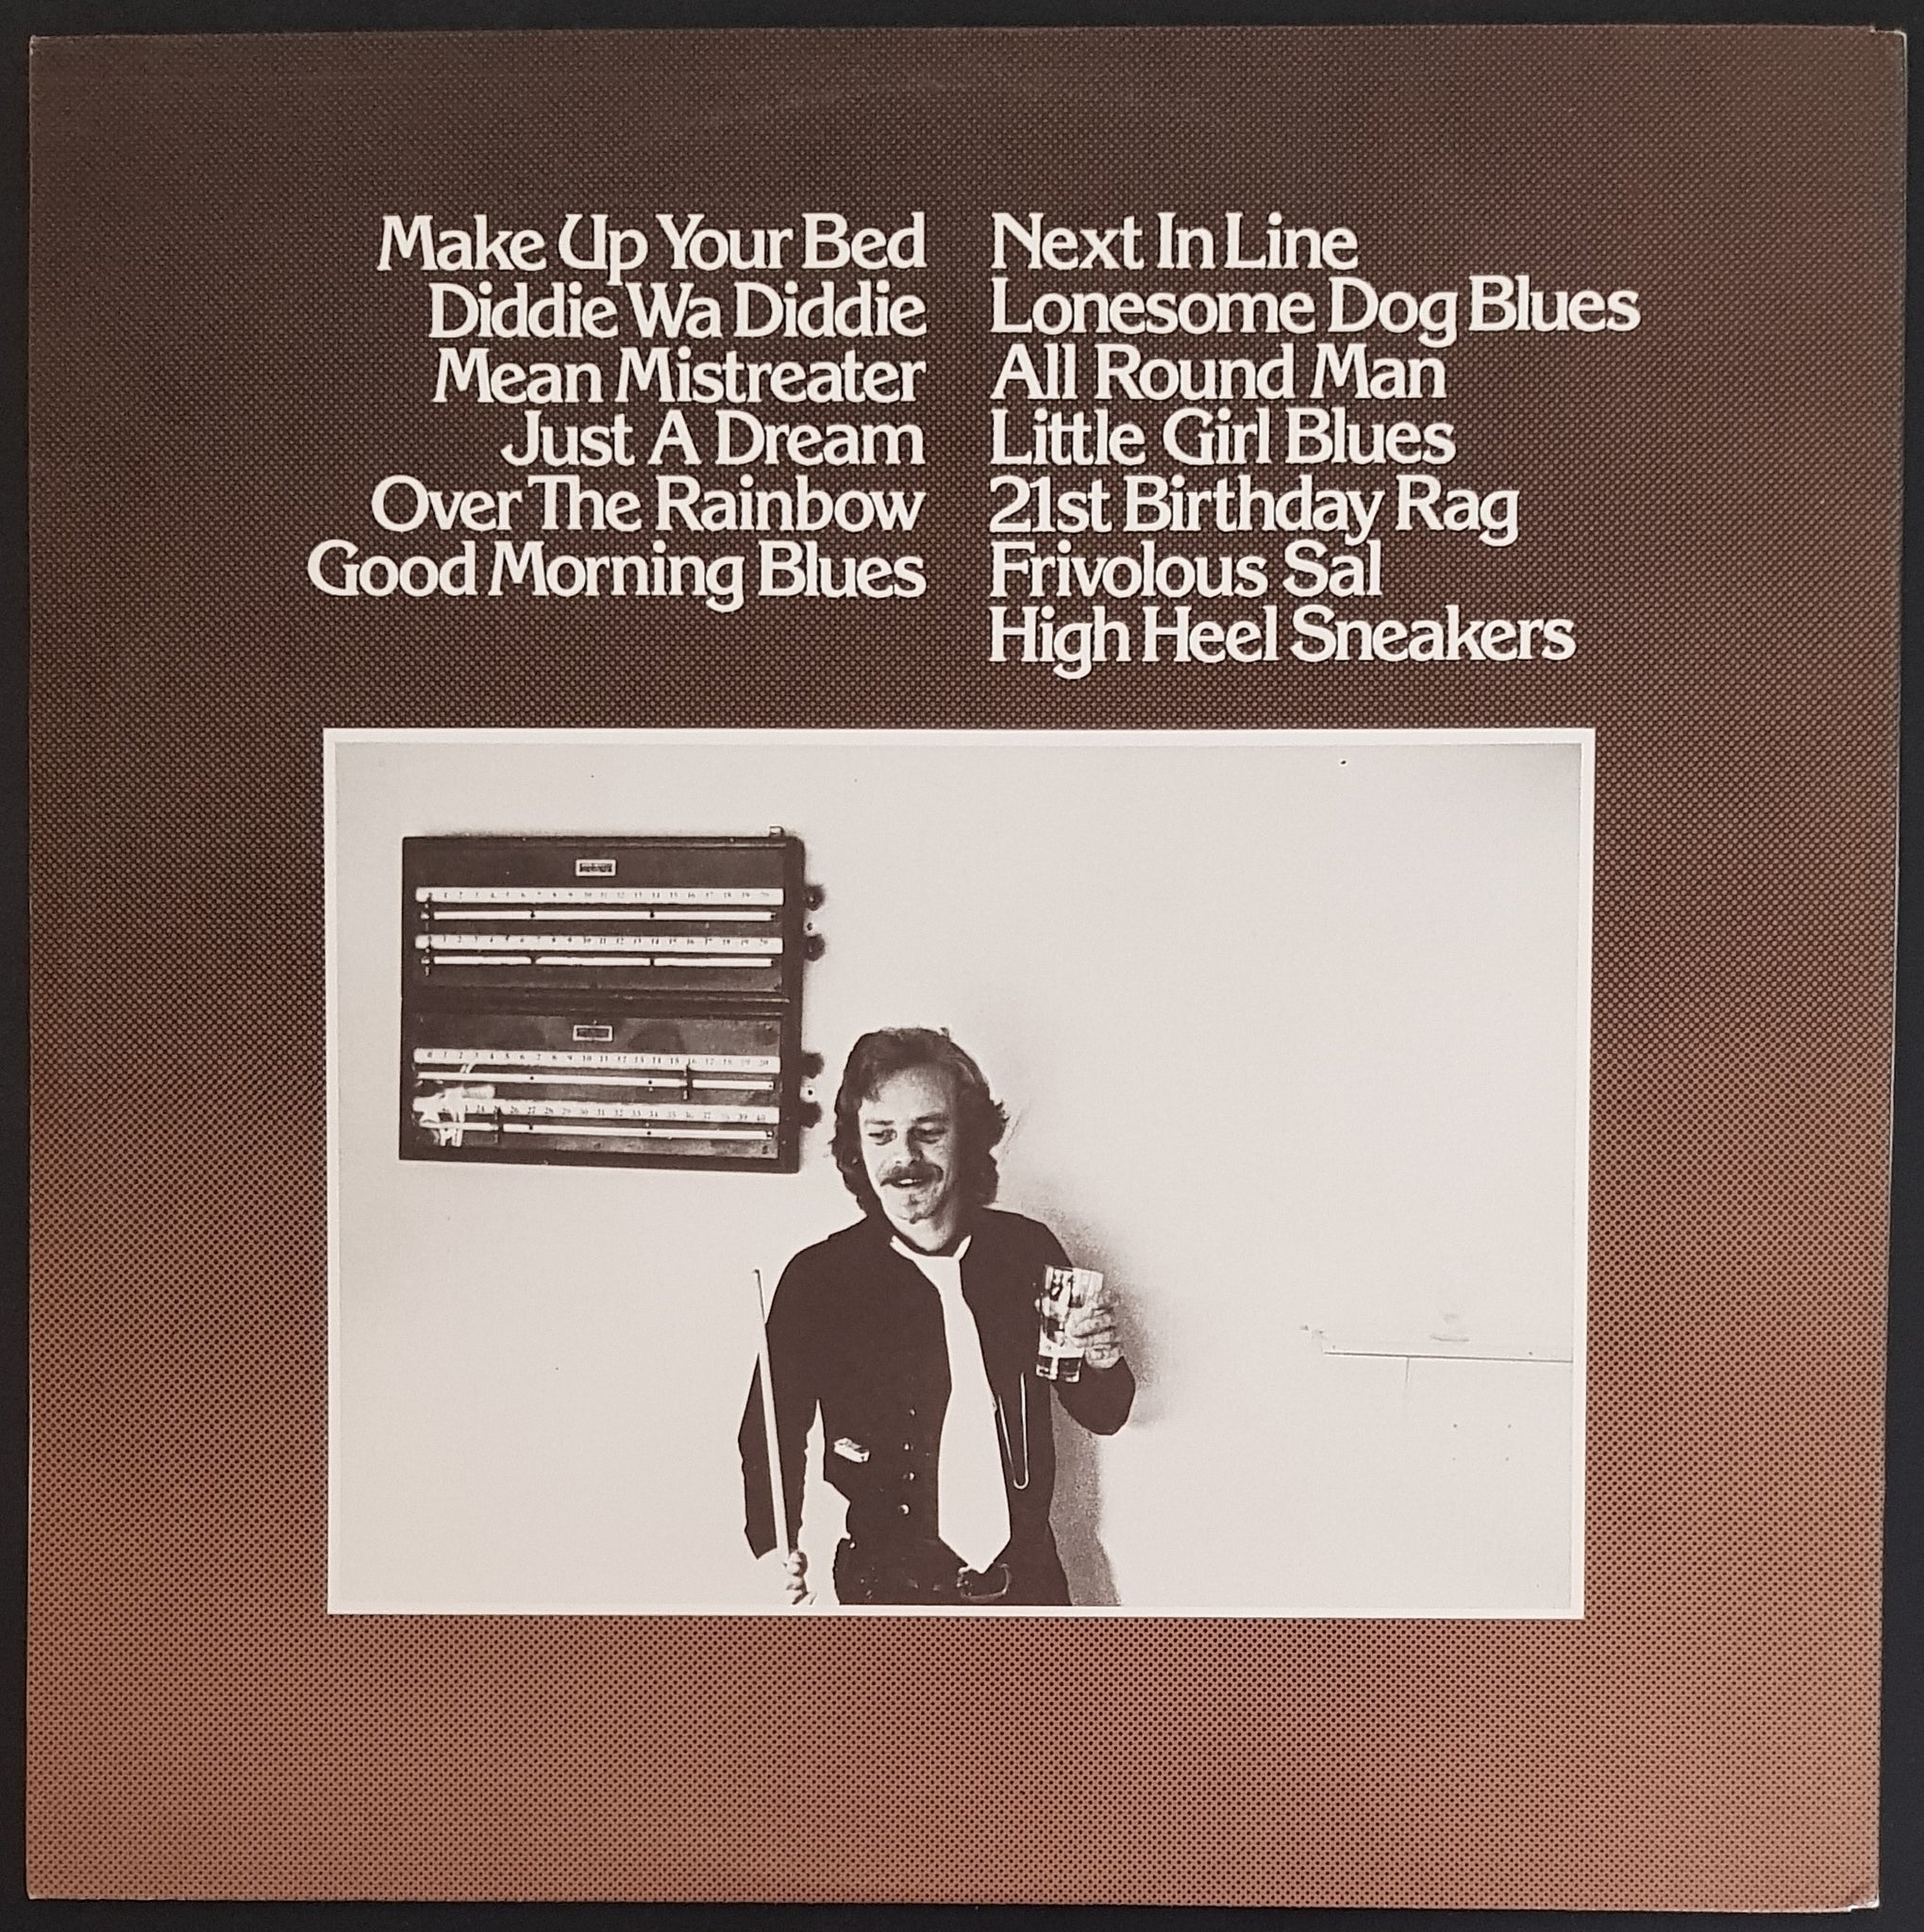 Make Up Your Bed
Diddie Wa Diddie
Mean Mistreater
Just A Dream
Over The Rainbow
Good Morning Blues
Next In Line
Lonesome Dog Blues
All Round Man
Little Girl Blues
21st Birthday Rag
Frivolous Sal
High Heel Sneakers